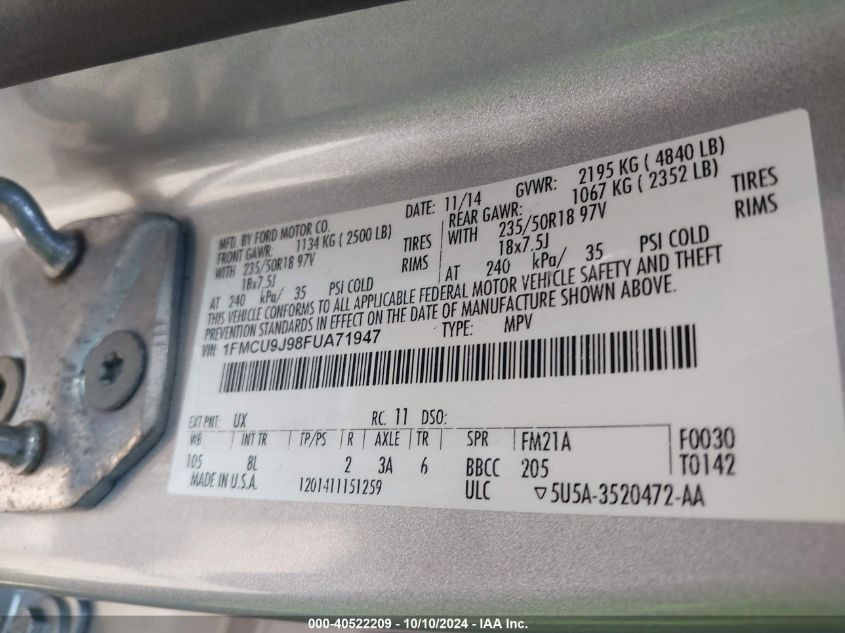 MFD. BY FORD MOTOR CO.
DATE: 11/14 GVWR: 2195 KG ( 4840 LB)
FRONT GAWR: 1134 KG ( 2500 LB) REAR GAWR: 1067 KG ( 2352 LB)
WITH 235/50R18 97V TIRES WITH 235/50R18 97V TIRES
18x7.5J RIMS 18x7.5J RIMS
AT 240 kPa/ 35 PSI COLD AT 240 kPa/ 35 PSI COLD
THIS VEHICLE CONFORMS TO ALL APPLICABLE FEDERAL MOTOR VEHICLE SAFETY AND THEFT
PREVENTION STANDARDS IN EFFECT ON THE DATE OF MANUFACTURE SHOWN ABOVE.
VIN: 1FMCU9J98FUA71947 TYPE: MPV
EXT PNT: UX RC: 11 DSO:
WB INT TR TP/PS R AXLE TR SPR FM21A F0030
105 8L 2 3A 6 BBCC 205 T0142
MADE IN U.S.A. 1201411151259 ULC ▽5U5A-3520472-AA
000-40522209 - 10/10/2024 - IAA Inc.